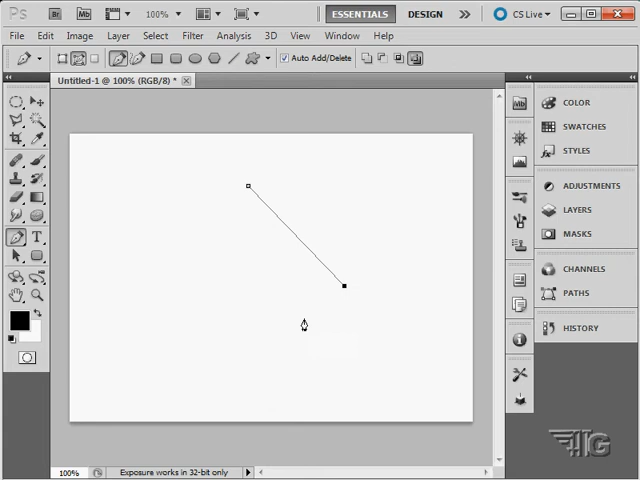 Ps Br Mb 100% ESSENTIALS DESIGN CS Live
File Edit Image Layer Select Filter Analysis 3D View Window Help
Auto Add/Delete
Untitled-1 @ 100% (RGB/8) *
Mb COLOR
SWATCHES
STYLES
ADJUSTMENTS
LAYERS
MASKS
CHANNELS
PATHS
HISTORY
T
100% Exposure works in 32-bit only